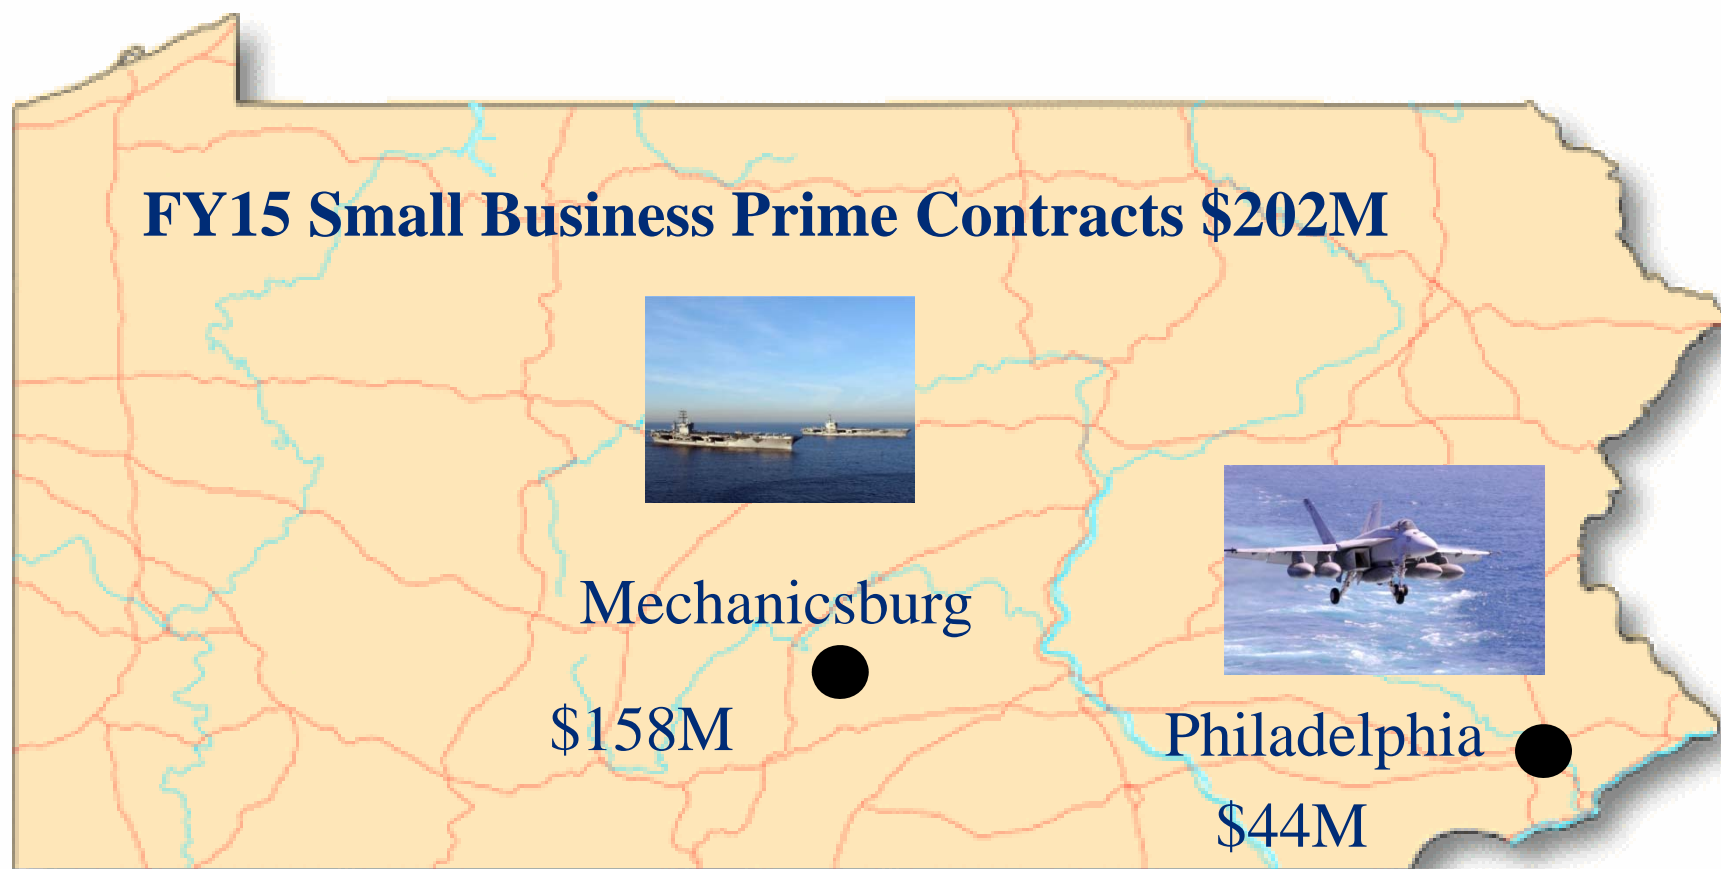 FY15 Small Business Prime Contracts $202M
Mechanicsburg
$158M
Philadelphia
$44M